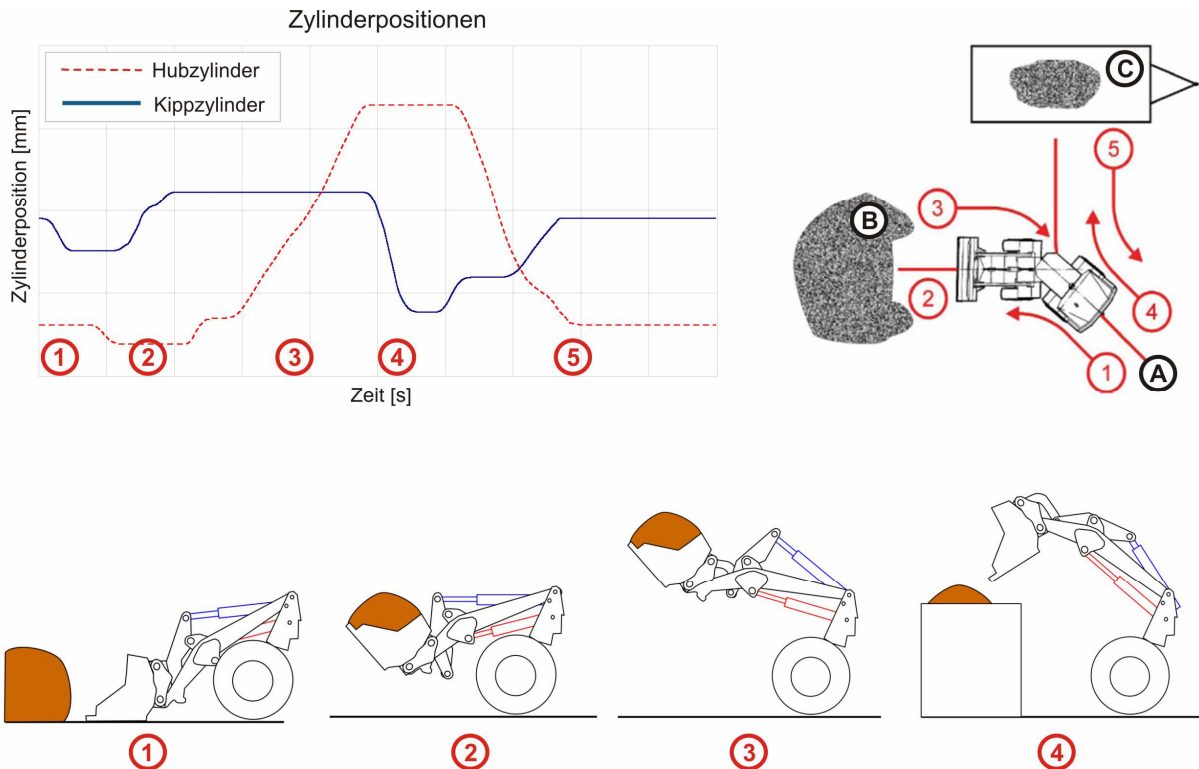 Zylinderpositionen
Hubzylinder
Kippzylinder
Zylinderposition [mm]
1 2 3 4 5
Zeit [s]
C
5
3
B
2
4
1
A
1 2 3 4